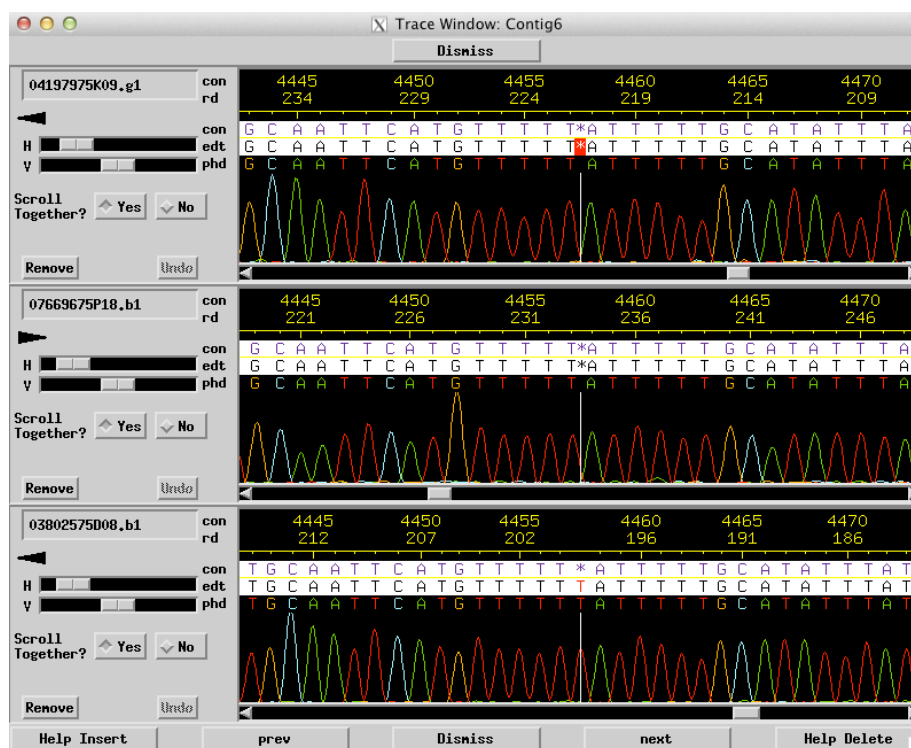 Trace Window: Contig6
Dismiss
04197975K09.g1
con 4445 4450 4455 4460 4465 4470
rd 234 229 224 219 214 209
con G C A A T T C A T G T T T T T*A T T T T T G C A T A T T T A
H edt G C A A T T C A T G T T T T T*A T T T T T G C A T A T T T A
V phd G C A A T T C A T G T T T T T A T T T T T G C A T A T T T A
Scroll Together? Yes No
Remove Undo
07669675P18.b1
con 4445 4450 4455 4460 4465 4470
rd 221 226 231 236 241 246
con G C A A T T C A T G T T T T T*A T T T T T G C A T A T T T A
H edt G C A A T T C A T G T T T T T*A T T T T T G C A T A T T T A
V phd G C A A T T C A T G T T T T T A T T T T T G C A T A T T T A
Scroll Together? Yes No
Remove Undo
03802575D08.b1
con 4445 4450 4455 4460 4465 4470
rd 212 207 202 196 191 186
con T G C A A T T C A T G T T T T T * A T T T T T G C A T A T T T A T
H edt T G C A A T T C A T G T T T T T T A T T T T T G C A T A T T T A T
V phd T G C A A T T C A T G T T T T T T A T T T T T G C A T A T T T A T
Scroll Together? Yes No
Remove Undo
Help Insert prev Dismiss next Help Delete